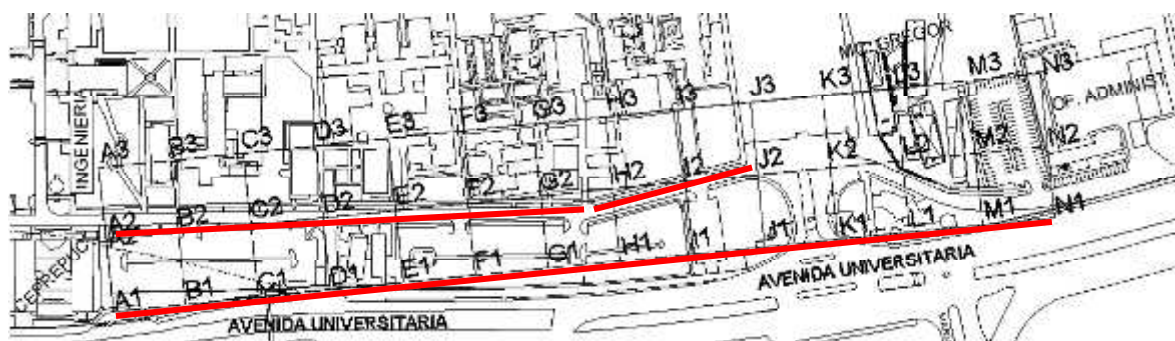 MC GREGOR
INGENIERIA
OF. ADMINIST
CEPREPUC
A3
B3
C3
D3
E3
F3
G3
H3
I3
J3
K3
L3
M3
N3
A2
B2
C2
D2
E2
F2
G2
H2
I2
J2
K2
L2
M2
N2
A2
A1
B1
C1
D1
E1
F1
G1
H1
I1
J1
K1
L1
M1
N1
AVENIDA UNIVERSITARIA
AVENIDA UNIVERSITARIA